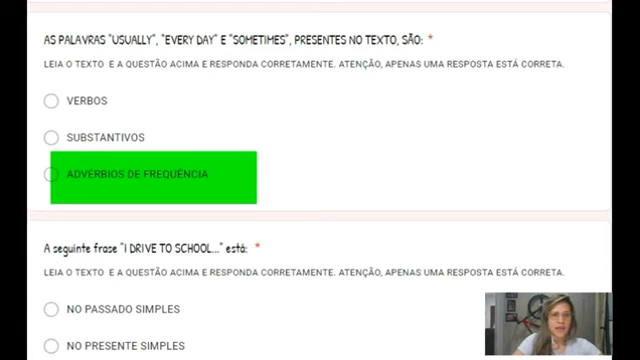 AS PALAVRAS "USUALLY", "EVERY DAY" E "SOMETIMES", PRESENTES NO TEXTO, SÃO: *
LEIA O TEXTO E A QUESTÃO ACIMA E RESPONDA CORRETAMENTE. ATENÇÃO, APENAS UMA RESPOSTA ESTÁ CORRETA.
VERBOS
SUBSTANTIVOS
ADVÉRBIOS DE FREQUÊNCIA
A seguinte frase "I DRIVE TO SCHOOL..." está: *
LEIA O TEXTO E A QUESTÃO ACIMA E RESPONDA CORRETAMENTE. ATENÇÃO, APENAS UMA RESPOSTA ESTÁ CORRETA.
NO PASSADO SIMPLES
NO PRESENTE SIMPLES